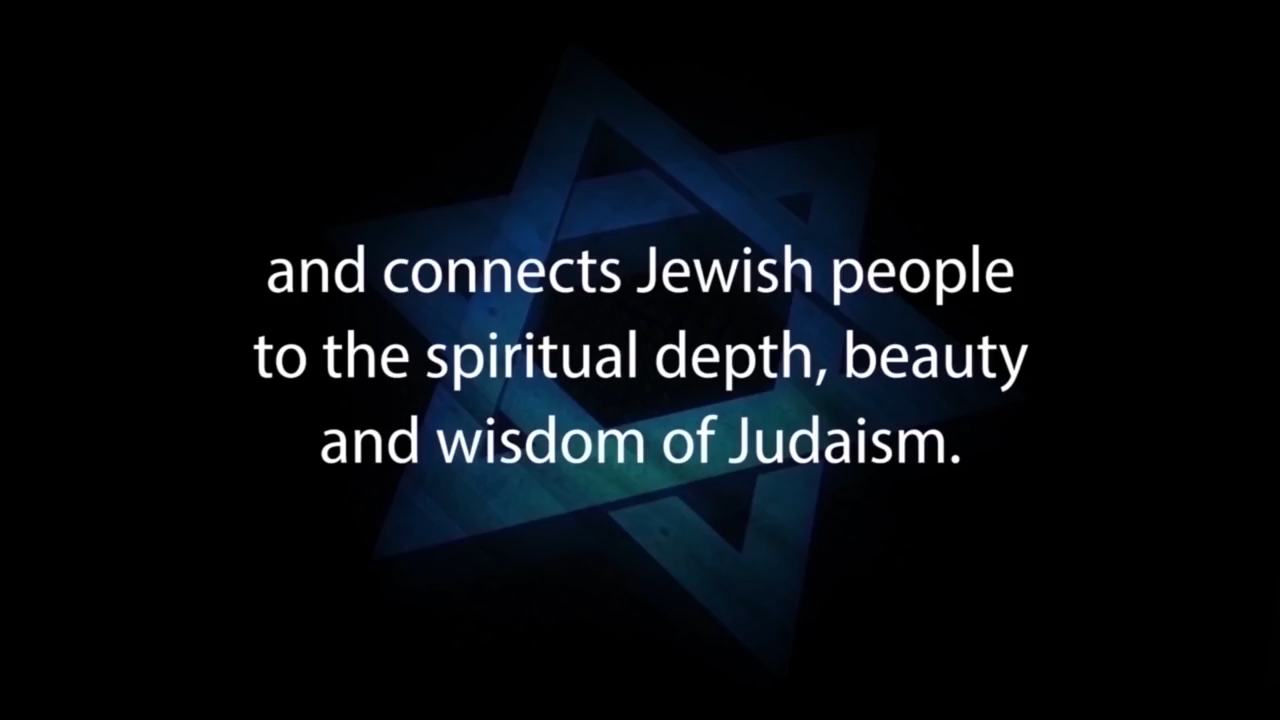 and connects Jewish people
to the spiritual depth, beauty
and wisdom of Judaism.